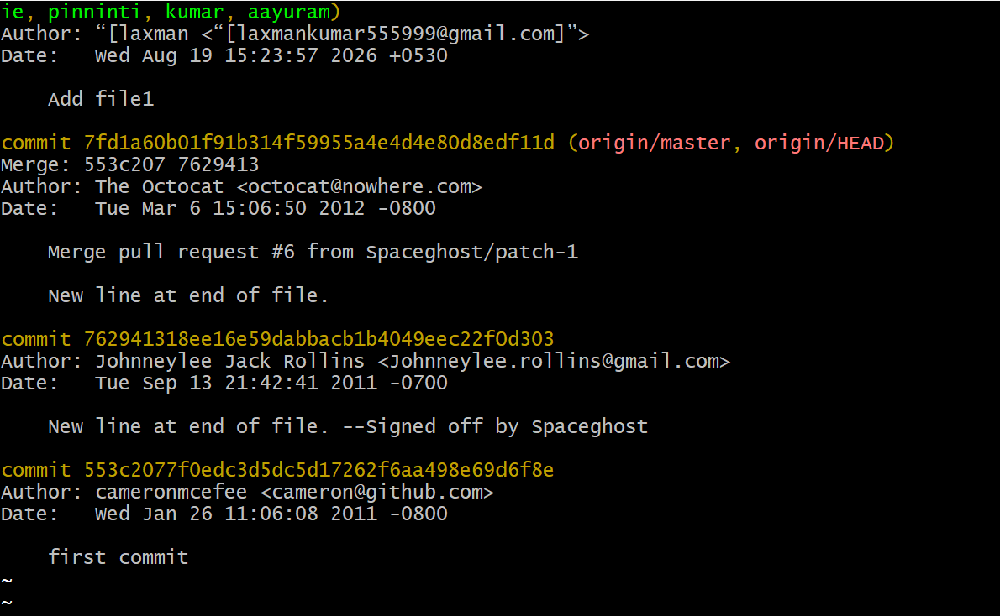 ie, pinninti, kumar, aayuram)
Author: “[laxman <“[laxmankumar555999@gmail.com]”>
Date:   Wed Aug 19 15:23:57 2026 +0530
    Add file1
commit 7fd1a60b01f91b314f59955a4e4d4e80d8edf11d (origin/master, origin/HEAD)
Merge: 553c207 7629413
Author: The Octocat <octocat@nowhere.com>
Date:   Tue Mar 6 15:06:50 2012 -0800
    Merge pull request #6 from Spaceghost/patch-1
    New line at end of file.
commit 762941318ee16e59dabbacb1b4049eec22f0d303
Author: Johnneylee Jack Rollins <Johnneylee.rollins@gmail.com>
Date:   Tue Sep 13 21:42:41 2011 -0700
    New line at end of file. --Signed off by Spaceghost
commit 553c2077f0edc3d5dc5d17262f6aa498e69d6f8e
Author: cameronmcefee <cameron@github.com>
Date:   Wed Jan 26 11:06:08 2011 -0800
    first commit
~
~